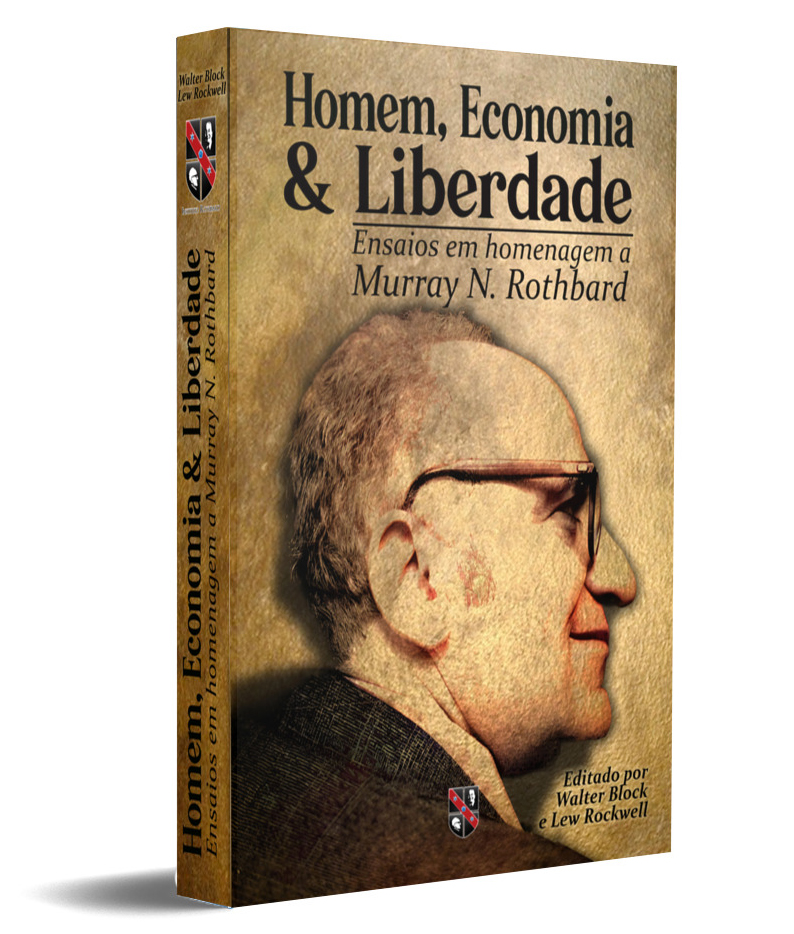 Walter Block
Lew Rockwell
Homem, Economia & Liberdade
Ensaios em homenagem a Murray N. Rothbard
Homem, Economia
& Liberdade
Ensaios em homenagem a
Murray N. Rothbard
Editado por
Walter Block
e Lew Rockwell